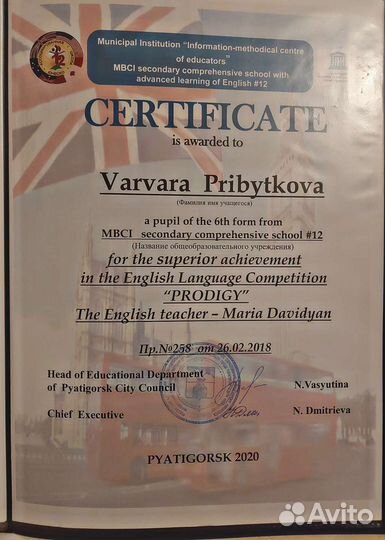 Municipal Institution "Information-methodical centre
of educators"
MBCI secondary comprehensive school with
advanced learning of English #12
CERTIFICATE
is awarded to
Varvara Pribytkova
(Фамилия имя учащегося)
a pupil of the 6th form from
MBCI secondary comprehensive school #12
(Название общеобразовательного учреждения)
for the superior achievement
in the English Language Competition
"PRODIGY"
The English teacher – Maria Davidyan
Пр.№258 от 26.02.2018
Head of Educational Department
of Pyatigorsk City Council
N.Vasyutina
Chief Executive
N. Dmitrieva
PYATIGORSK 2020
Avito